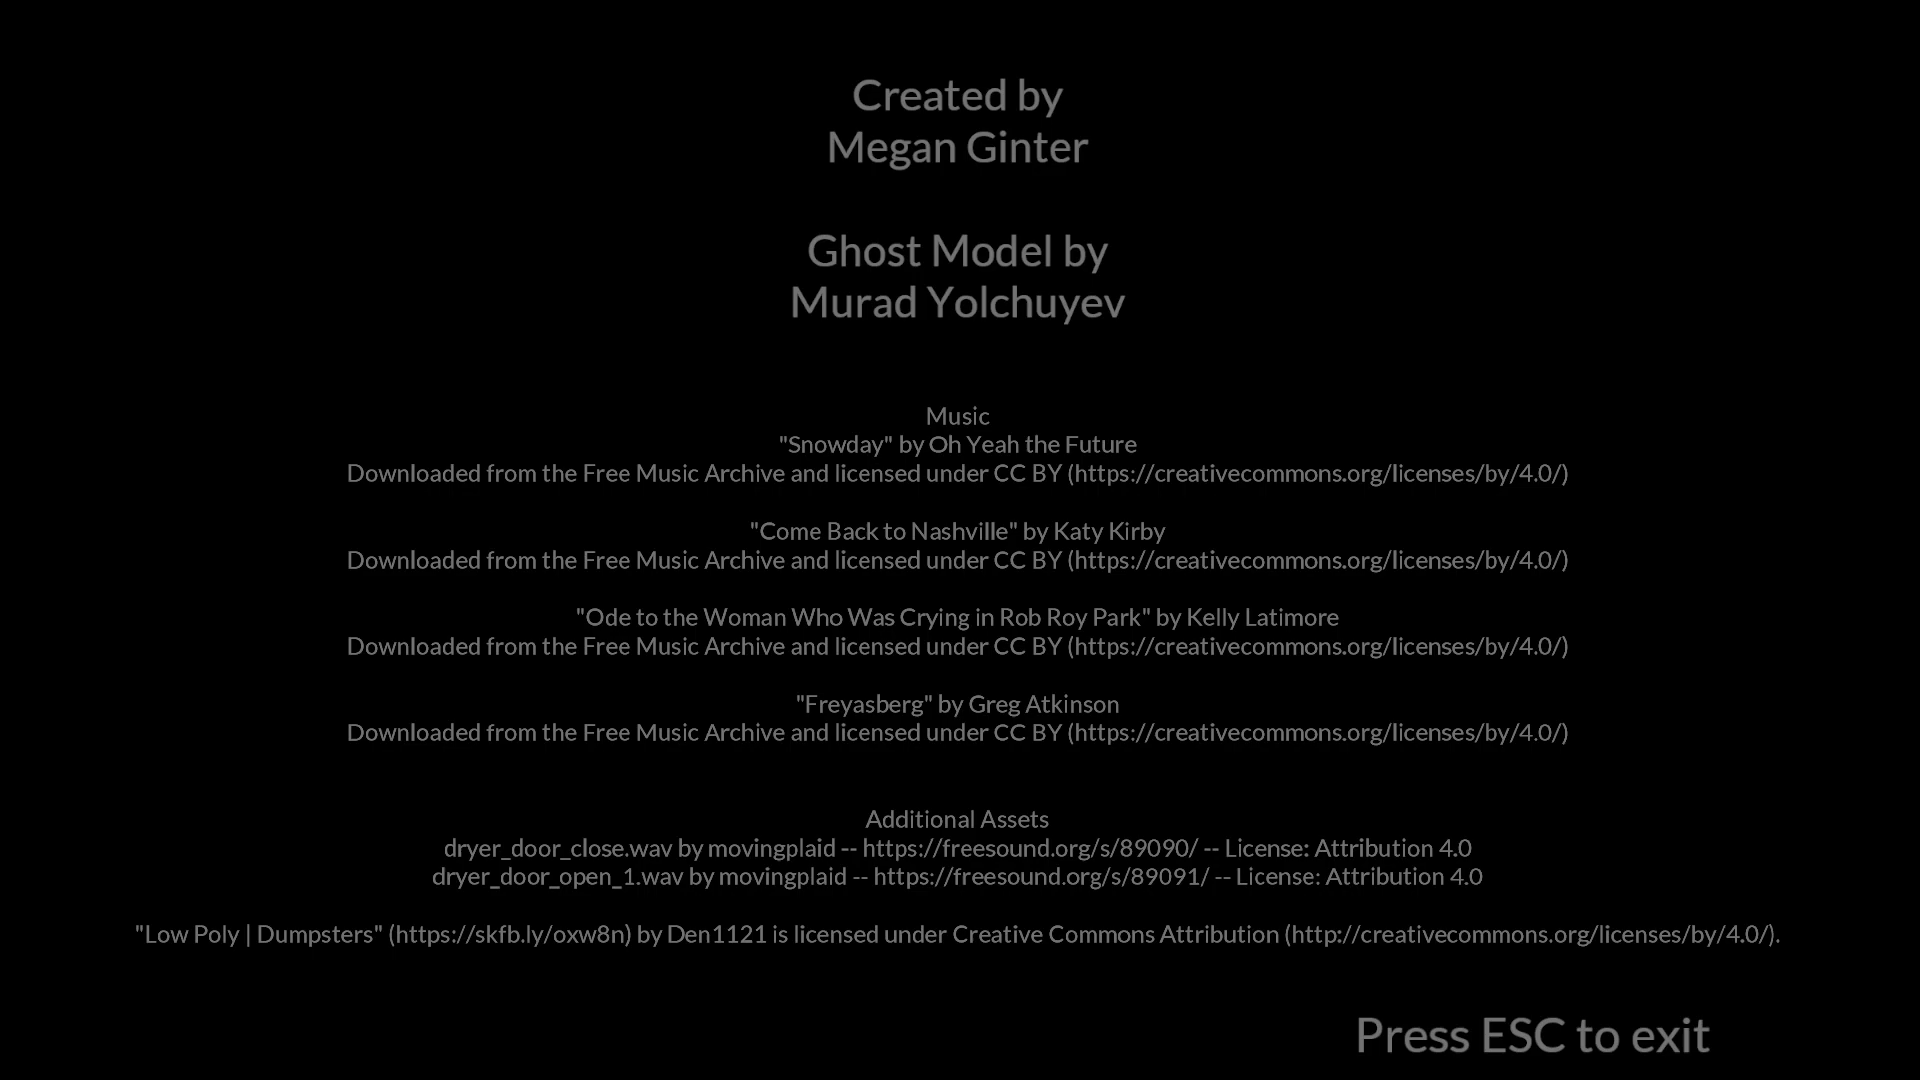 Created by
Megan Ginter
Ghost Model by
Murad Yolchuyev
Music
"Snowday" by Oh Yeah the Future
Downloaded from the Free Music Archive and licensed under CC BY (https://creativecommons.org/licenses/by/4.0/)
"Come Back to Nashville" by Katy Kirby
Downloaded from the Free Music Archive and licensed under CC BY (https://creativecommons.org/licenses/by/4.0/)
"Ode to the Woman Who Was Crying in Rob Roy Park" by Kelly Latimore
Downloaded from the Free Music Archive and licensed under CC BY (https://creativecommons.org/licenses/by/4.0/)
"Freyasberg" by Greg Atkinson
Downloaded from the Free Music Archive and licensed under CC BY (https://creativecommons.org/licenses/by/4.0/)
Additional Assets
dryer_door_close.wav by movingplaid -- https://freesound.org/s/89090/ -- License: Attribution 4.0
dryer_door_open_1.wav by movingplaid -- https://freesound.org/s/89091/ -- License: Attribution 4.0
"Low Poly | Dumpsters" (https://skfb.ly/oxw8n) by Den1121 is licensed under Creative Commons Attribution (http://creativecommons.org/licenses/by/4.0/).
Press ESC to exit